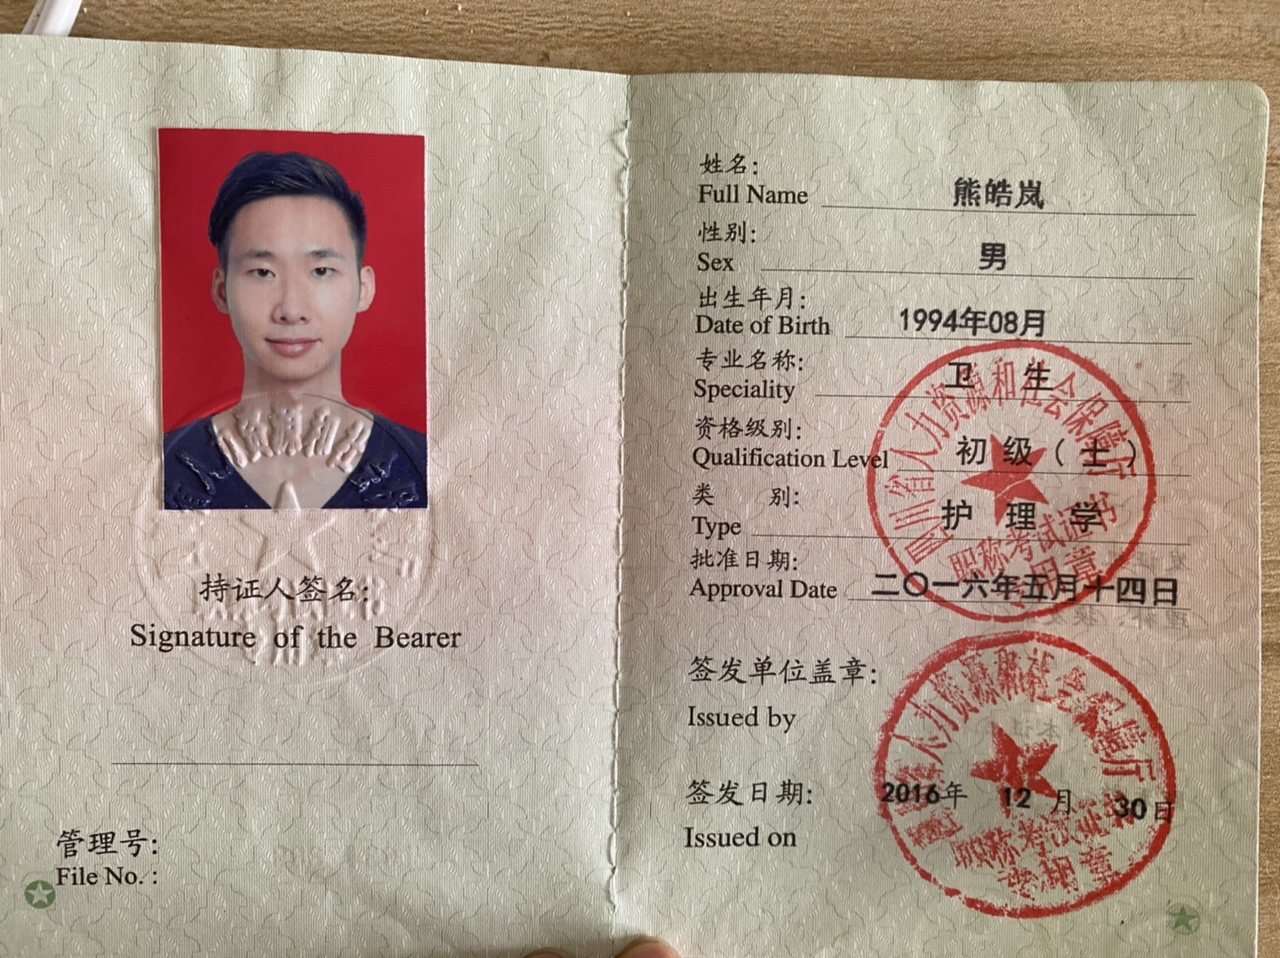 持证人签名:
Signature of the Bearer
管理号:
File No. :
姓名:
Full Name 熊皓岚
性别:
Sex 男
出生年月:
Date of Birth 1994年08月
专业名称:
Speciality 卫 生
资格级别:
Qualification Level 初 级 ( 士 )
类 别:
Type 护 理 学
批准日期:
Approval Date 二〇一六年五月十四日
签发单位盖章:
Issued by
签发日期: 2016年 12 月 30日
Issued on
四川省人力资源和社会保障厅
职称考试证书
专用章
人力资源和社会保障厅
职称考试证书
专用章